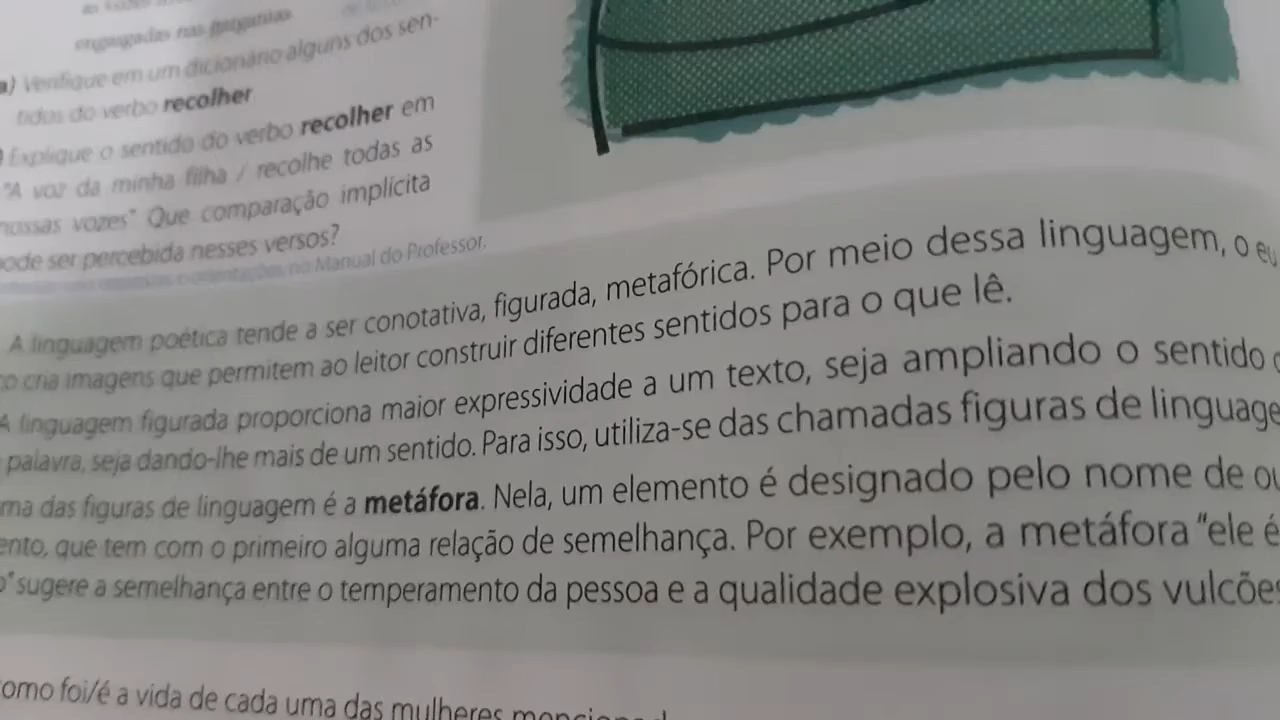 engajadas nas perguntas
a) Verifique em um dicionário alguns dos sen-
tidos do verbo recolher
Explique o sentido do verbo recolher em
"A voz da minha filha / recolhe todas as
nossas vozes" Que comparação implícita
pode ser percebida nesses versos?
no Manual do Professor.
A linguagem poética tende a ser conotativa, figurada, metafórica. Por meio dessa linguagem, o eu
cria imagens que permitem ao leitor construir diferentes sentidos para o que lê.
A linguagem figurada proporciona maior expressividade a um texto, seja ampliando o sentido
palavra, seja dando-lhe mais de um sentido. Para isso, utiliza-se das chamadas figuras de linguage
ma das figuras de linguagem é a metáfora. Nela, um elemento é designado pelo nome de ou
ento, que tem com o primeiro alguma relação de semelhança. Por exemplo, a metáfora "ele é
o" sugere a semelhança entre o temperamento da pessoa e a qualidade explosiva dos vulcões
omo foi/é a vida de cada uma das mulheres